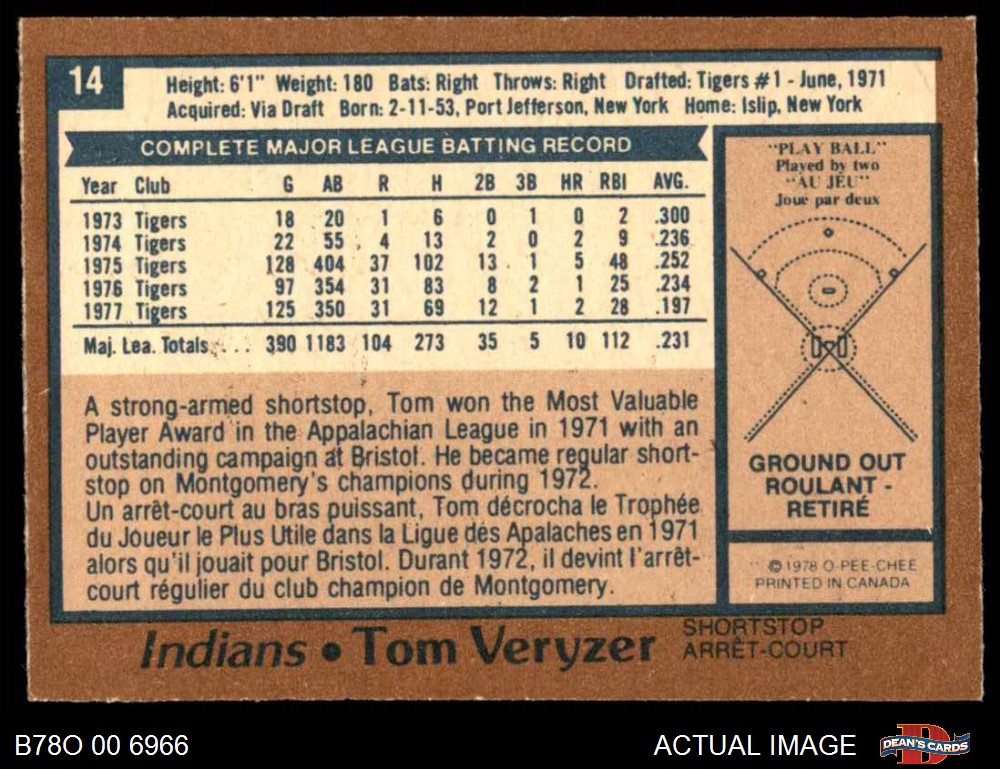 14
Height: 6'1" Weight: 180 Bats: Right Throws: Right Drafted: Tigers #1 - June, 1971
Acquired: Via Draft Born: 2-11-53, Port Jefferson, New York Home: Islip, New York
COMPLETE MAJOR LEAGUE BATTING RECORD
Year Club G AB R H 2B 3B HR RBI AVG.
1973 Tigers 18 20 1 6 0 1 0 2 .300
1974 Tigers 22 55 4 13 2 0 2 9 .236
1975 Tigers 128 404 37 102 13 1 5 48 .252
1976 Tigers 97 354 31 83 8 2 1 25 .234
1977 Tigers 125 350 31 69 12 1 2 28 .197
Maj. Lea. Totals.... 390 1183 104 273 35 5 10 112 .231
A strong-armed shortstop, Tom won the Most Valuable
Player Award in the Appalachian League in 1971 with an
outstanding campaign at Bristol. He became regular short-
stop on Montgomery's champions during 1972.
Un arrêt-court au bras puissant, Tom décrocha le Trophée
du Joueur le Plus Utile dans la Ligue des Apalaches en 1971
alors qu'il jouait pour Bristol. Durant 1972, il devint l'arrêt-
court régulier du club champion de Montgomery.
"PLAY BALL"
Played by two
"AU JEU"
Joué par deux
GROUND OUT
ROULANT -
RETIRÉ
© 1978 O-PEE-CHEE
PRINTED IN CANADA
Indians • Tom Veryzer
SHORTSTOP
ARRÊT-COURT
B78O 00 6966
ACTUAL IMAGE
D
DEAN'S CARDS